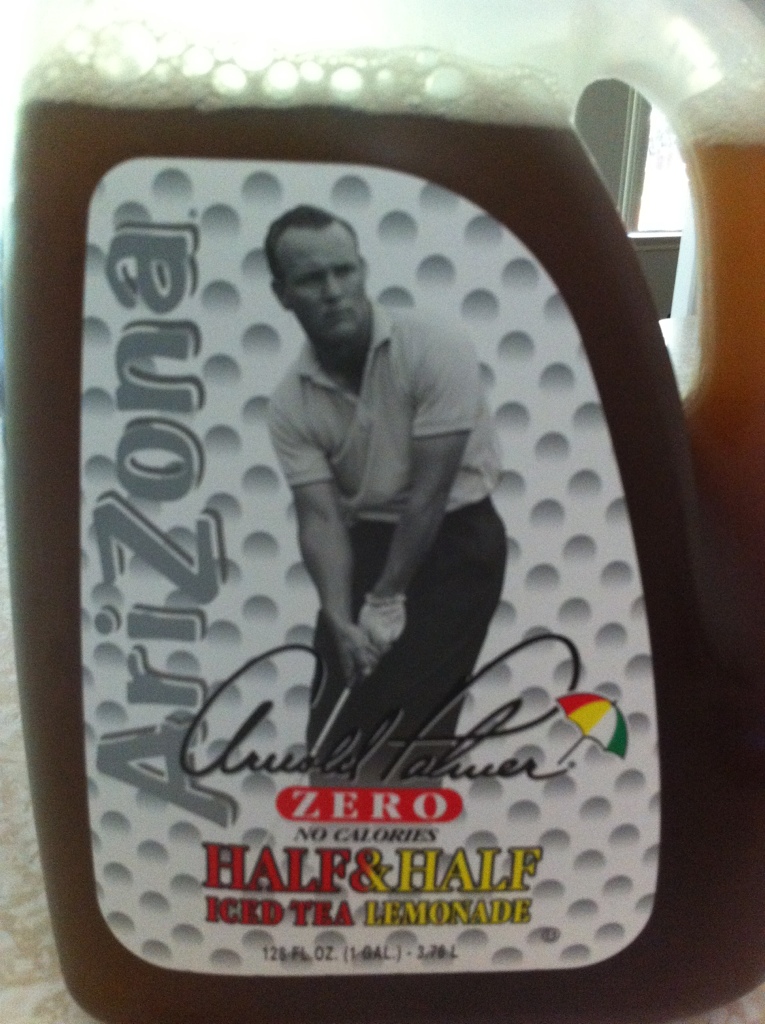 AriZona
Arnold Palmer
ZERO
NO CALORIES
HALF&HALF
ICED TEA LEMONADE
128 FL. OZ. (1 GAL.) - 3.78 L